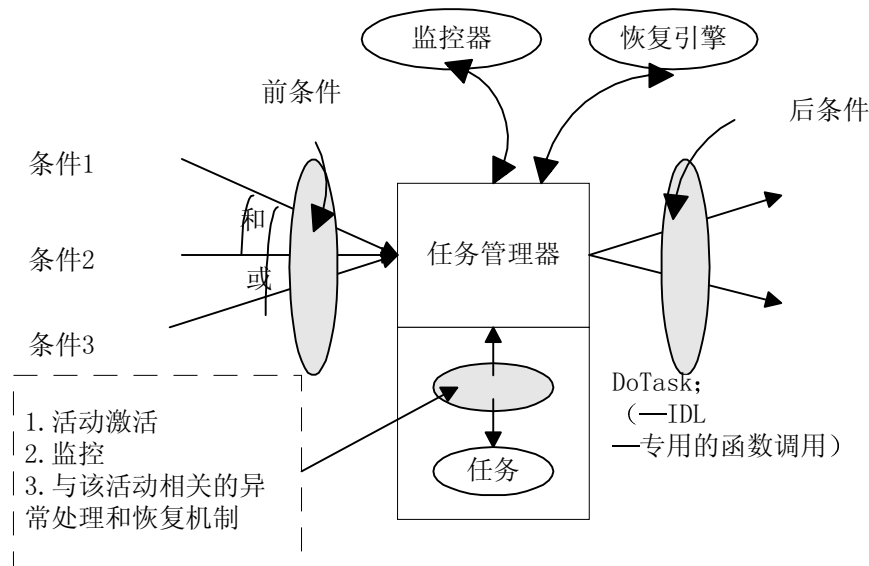 监控器
恢复引擎
前条件
后条件
条件1
和
条件2
任务管理器
或
条件3
DoTask；
（—IDL
—专用的函数调用）
1.活动激活
2.监控
3.与该活动相关的异
常处理和恢复机制
任务